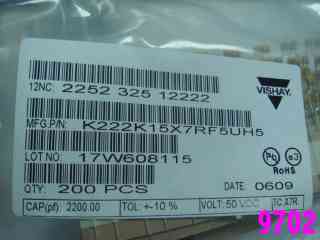 12NC: 2252 325 12222
VISHAY.
MFG.P/N: K222K15X7RF5UH5
LOT NO: 17W608115
Pb e3
RoHS
QTY: 200 PCS
DATE: 0609
CAP(pf) 2200.00 TOL: +-10 % VOLT: 50 VDC TC.X7R
9702